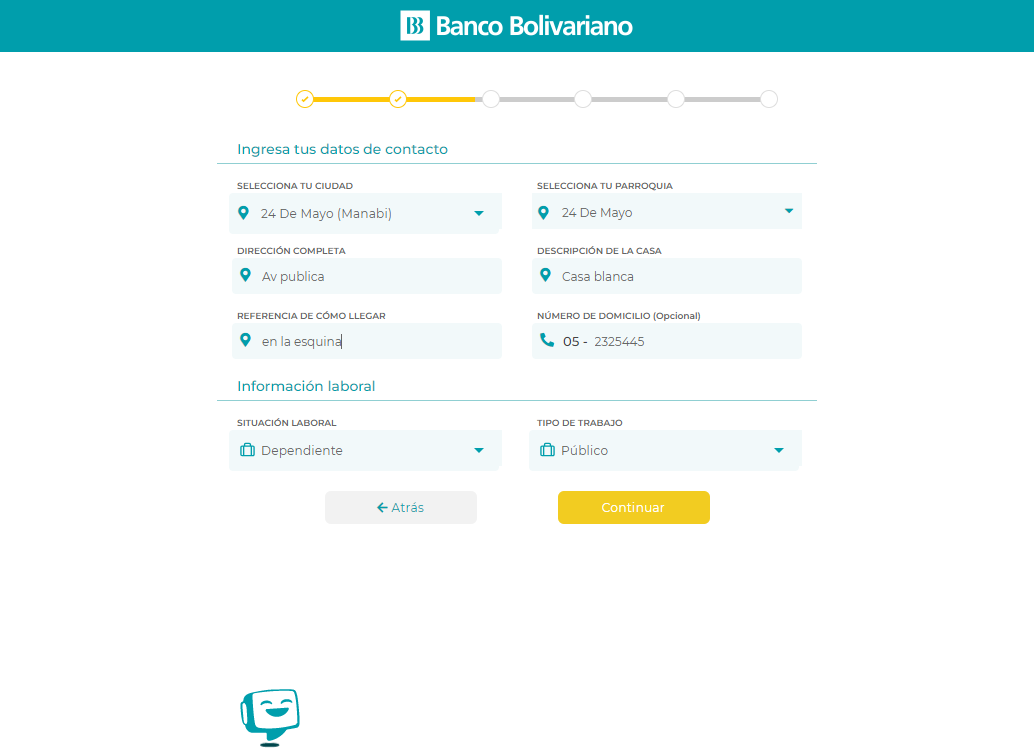 Banco Bolivariano
Ingresa tus datos de contacto
SELECCIONA TU CIUDAD
24 De Mayo (Manabi)
SELECCIONA TU PARROQUIA
24 De Mayo
DIRECCIÓN COMPLETA
Av publica
DESCRIPCIÓN DE LA CASA
Casa blanca
REFERENCIA DE CÓMO LLEGAR
en la esquina
NÚMERO DE DOMICILIO (Opcional)
05 - 2325445
Información laboral
SITUACIÓN LABORAL
Dependiente
TIPO DE TRABAJO
Público
Atrás
Continuar